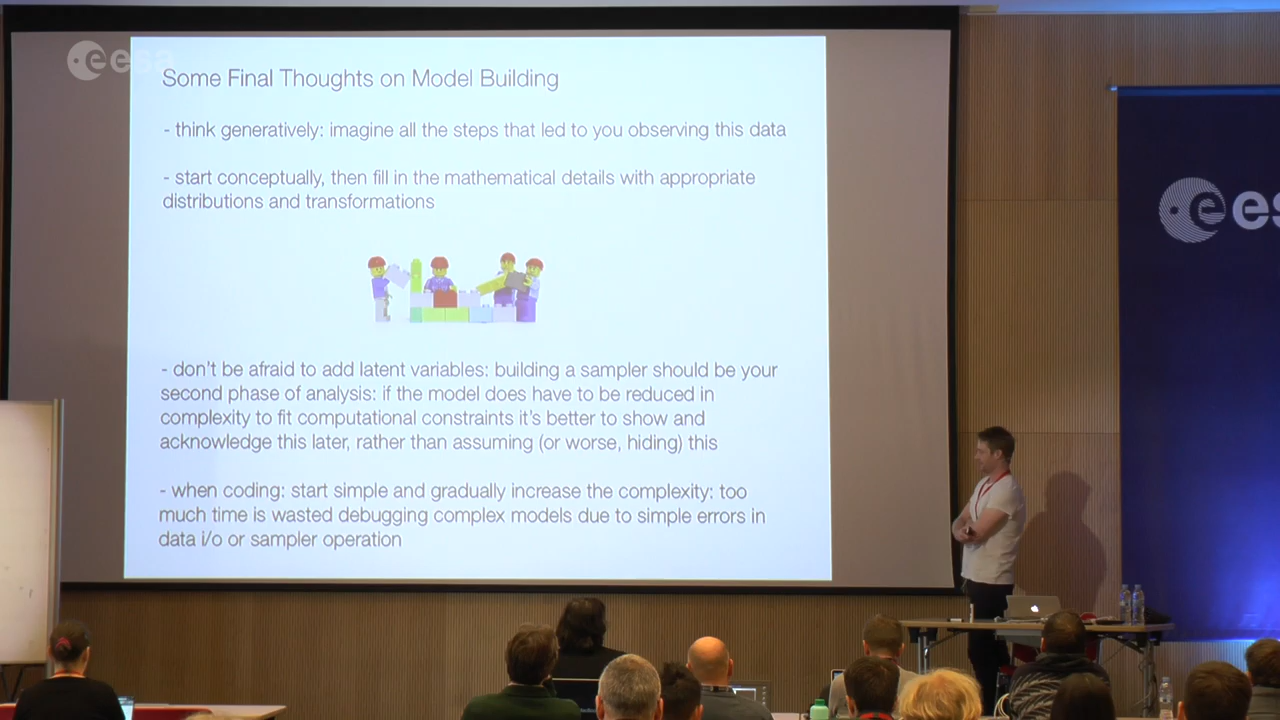 esa
Some Final Thoughts on Model Building
- think generatively: imagine all the steps that led to you observing this data
- start conceptually, then fill in the mathematical details with appropriate
distributions and transformations
- don't be afraid to add latent variables: building a sampler should be your
second phase of analysis: if the model does have to be reduced in
complexity to fit computational constraints it's better to show and
acknowledge this later, rather than assuming (or worse, hiding) this
- when coding: start simple and gradually increase the complexity: too
much time is wasted debugging complex models due to simple errors in
data i/o or sampler operation
es